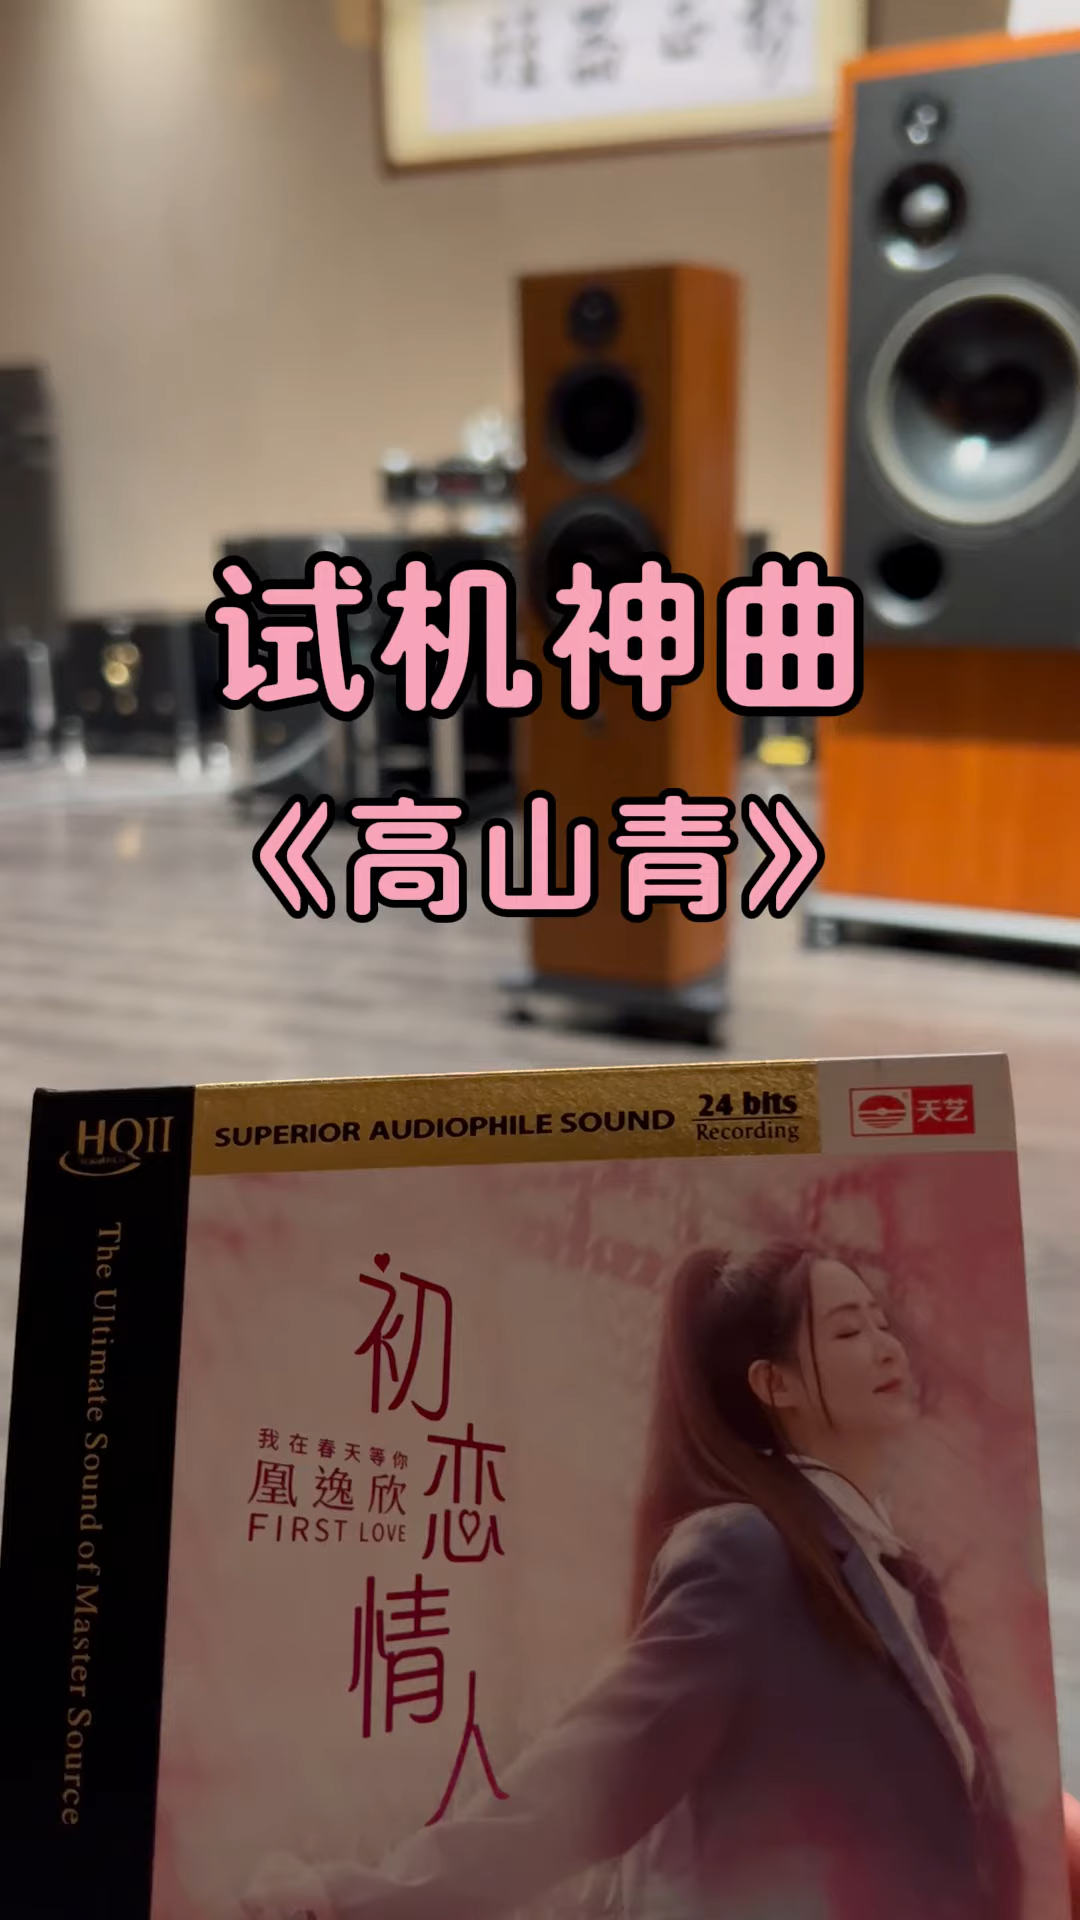 试机神曲
《高山青》
HQII
SUPERIOR AUDIOPHILE SOUND
24 bits
Recording
天艺
The Ultimate Sound of Master Source
初恋情人
我在春天等你
凰逸欣
FIRST LOVE